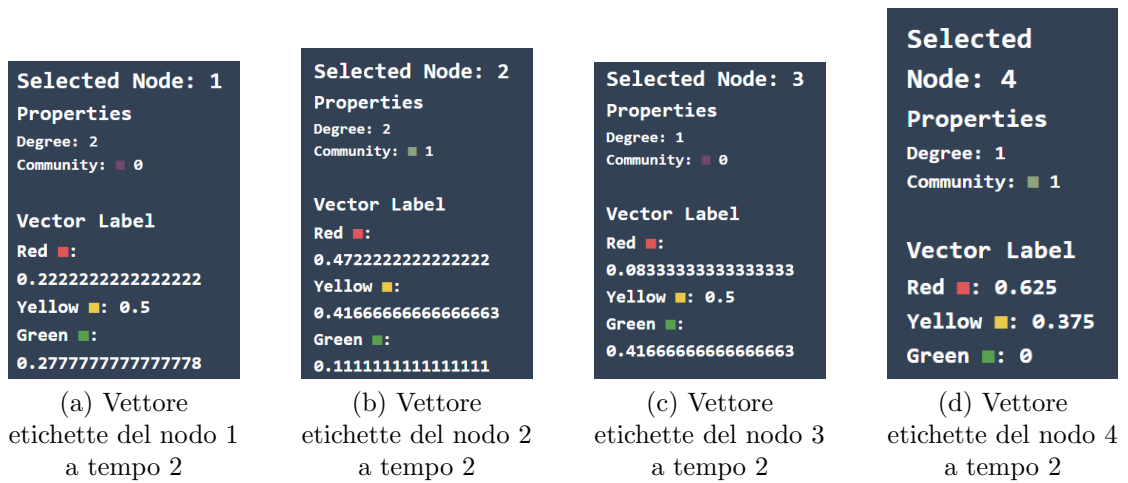 Selected Node: 1
Properties
Degree: 2
Community: ■ 0
Vector Label
Red ■:
0.2222222222222222
Yellow ■: 0.5
Green ■:
0.2777777777777778
(a) Vettore
etichette del nodo 1
a tempo 2
Selected Node: 2
Properties
Degree: 2
Community: ■ 1
Vector Label
Red ■:
0.4722222222222222
Yellow ■:
0.41666666666666663
Green ■:
0.1111111111111111
(b) Vettore
etichette del nodo 2
a tempo 2
Selected Node: 3
Properties
Degree: 1
Community: ■ 0
Vector Label
Red ■:
0.08333333333333333
Yellow ■: 0.5
Green ■:
0.41666666666666663
(c) Vettore
etichette del nodo 3
a tempo 2
Selected
Node: 4
Properties
Degree: 1
Community: ■ 1
Vector Label
Red ■: 0.625
Yellow ■: 0.375
Green ■: 0
(d) Vettore
etichette del nodo 4
a tempo 2